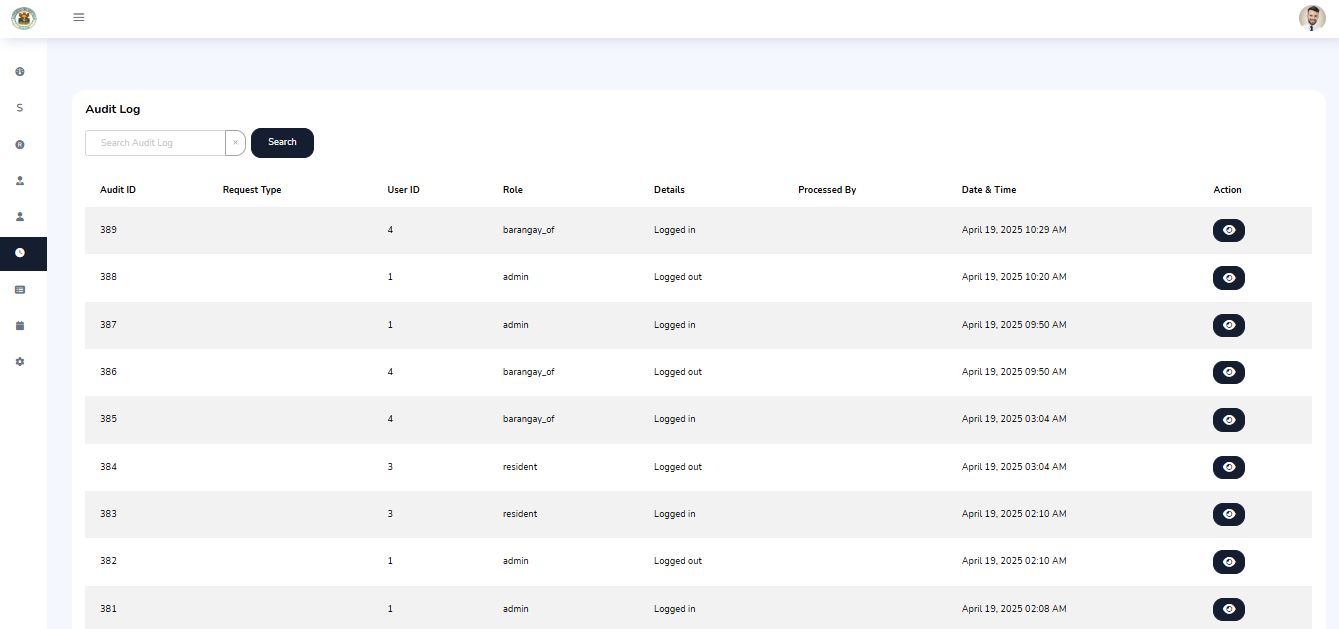 S
R
Audit Log
Search Audit Log × Search
Audit ID Request Type User ID Role Details Processed By Date & Time Action
389 4 barangay_of Logged in April 19, 2025 10:29 AM
388 1 admin Logged out April 19, 2025 10:20 AM
387 1 admin Logged in April 19, 2025 09:50 AM
386 4 barangay_of Logged out April 19, 2025 09:50 AM
385 4 barangay_of Logged in April 19, 2025 03:04 AM
384 3 resident Logged out April 19, 2025 03:04 AM
383 3 resident Logged in April 19, 2025 02:10 AM
382 1 admin Logged out April 19, 2025 02:10 AM
381 1 admin Logged in April 19, 2025 02:08 AM